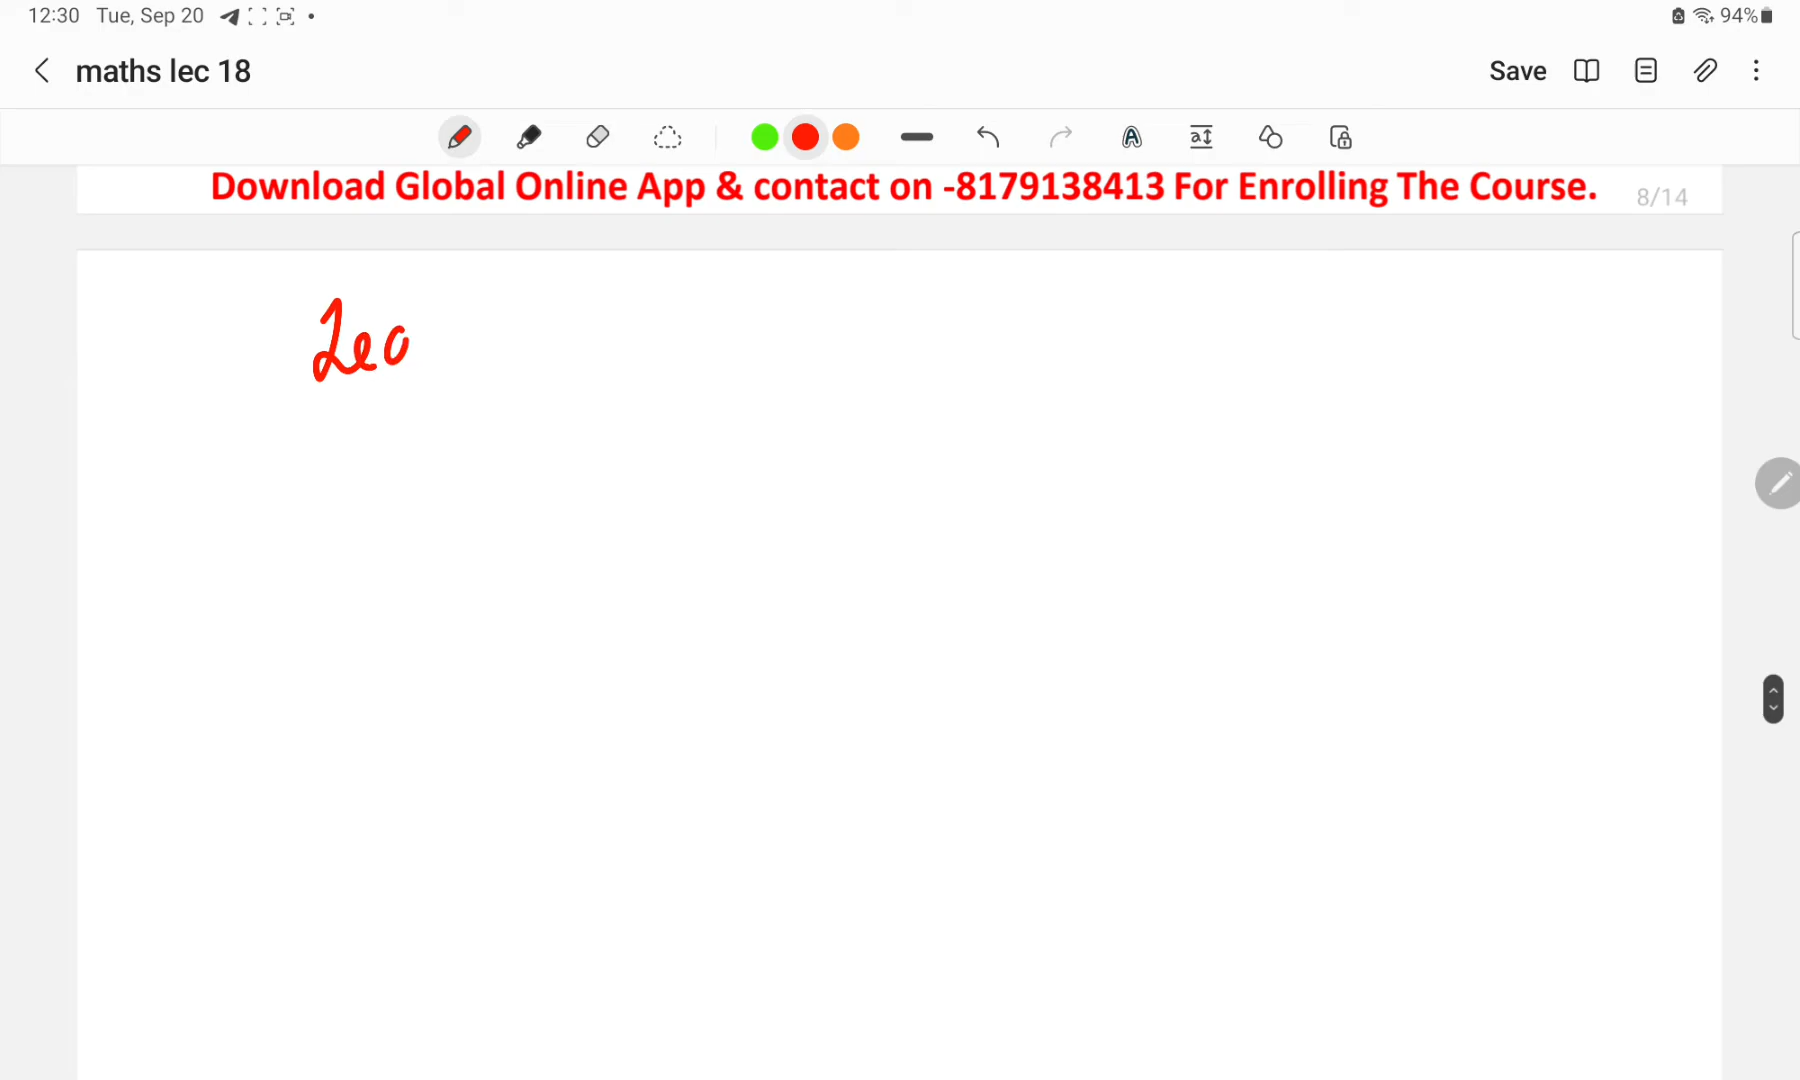 12:30 Tue, Sep 20 94%
maths lec 18 Save
Download Global Online App & contact on -8179138413 For Enrolling The Course. 8/14
Lec